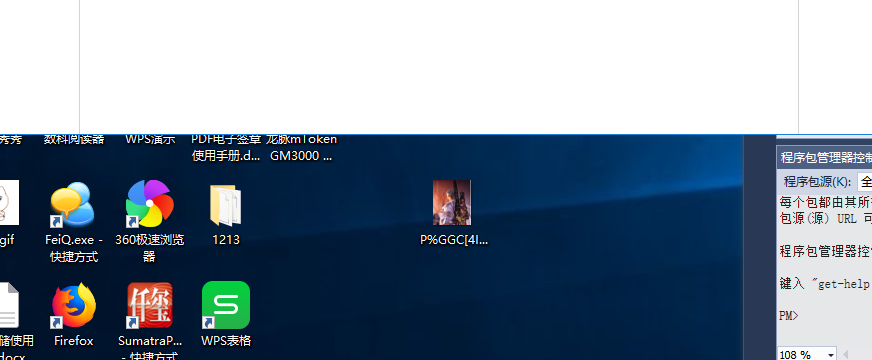 秀秀
数科阅读器
WPS演示
PDF电子签章
使用手册.d...
龙脉mToken
GM3000 ...
gif
FeiQ.exe -
快捷方式
360极速浏览
器
1213
P%GGC[4I...
储使用
docx
Firefox
SumatraP...
- 快捷方式
WPS表格
程序包管理器控制
程序包源(K):
全
每个包都由其所
包源(源) URL 可
程序包管理器控
键入 "get-help
PM>
108 %